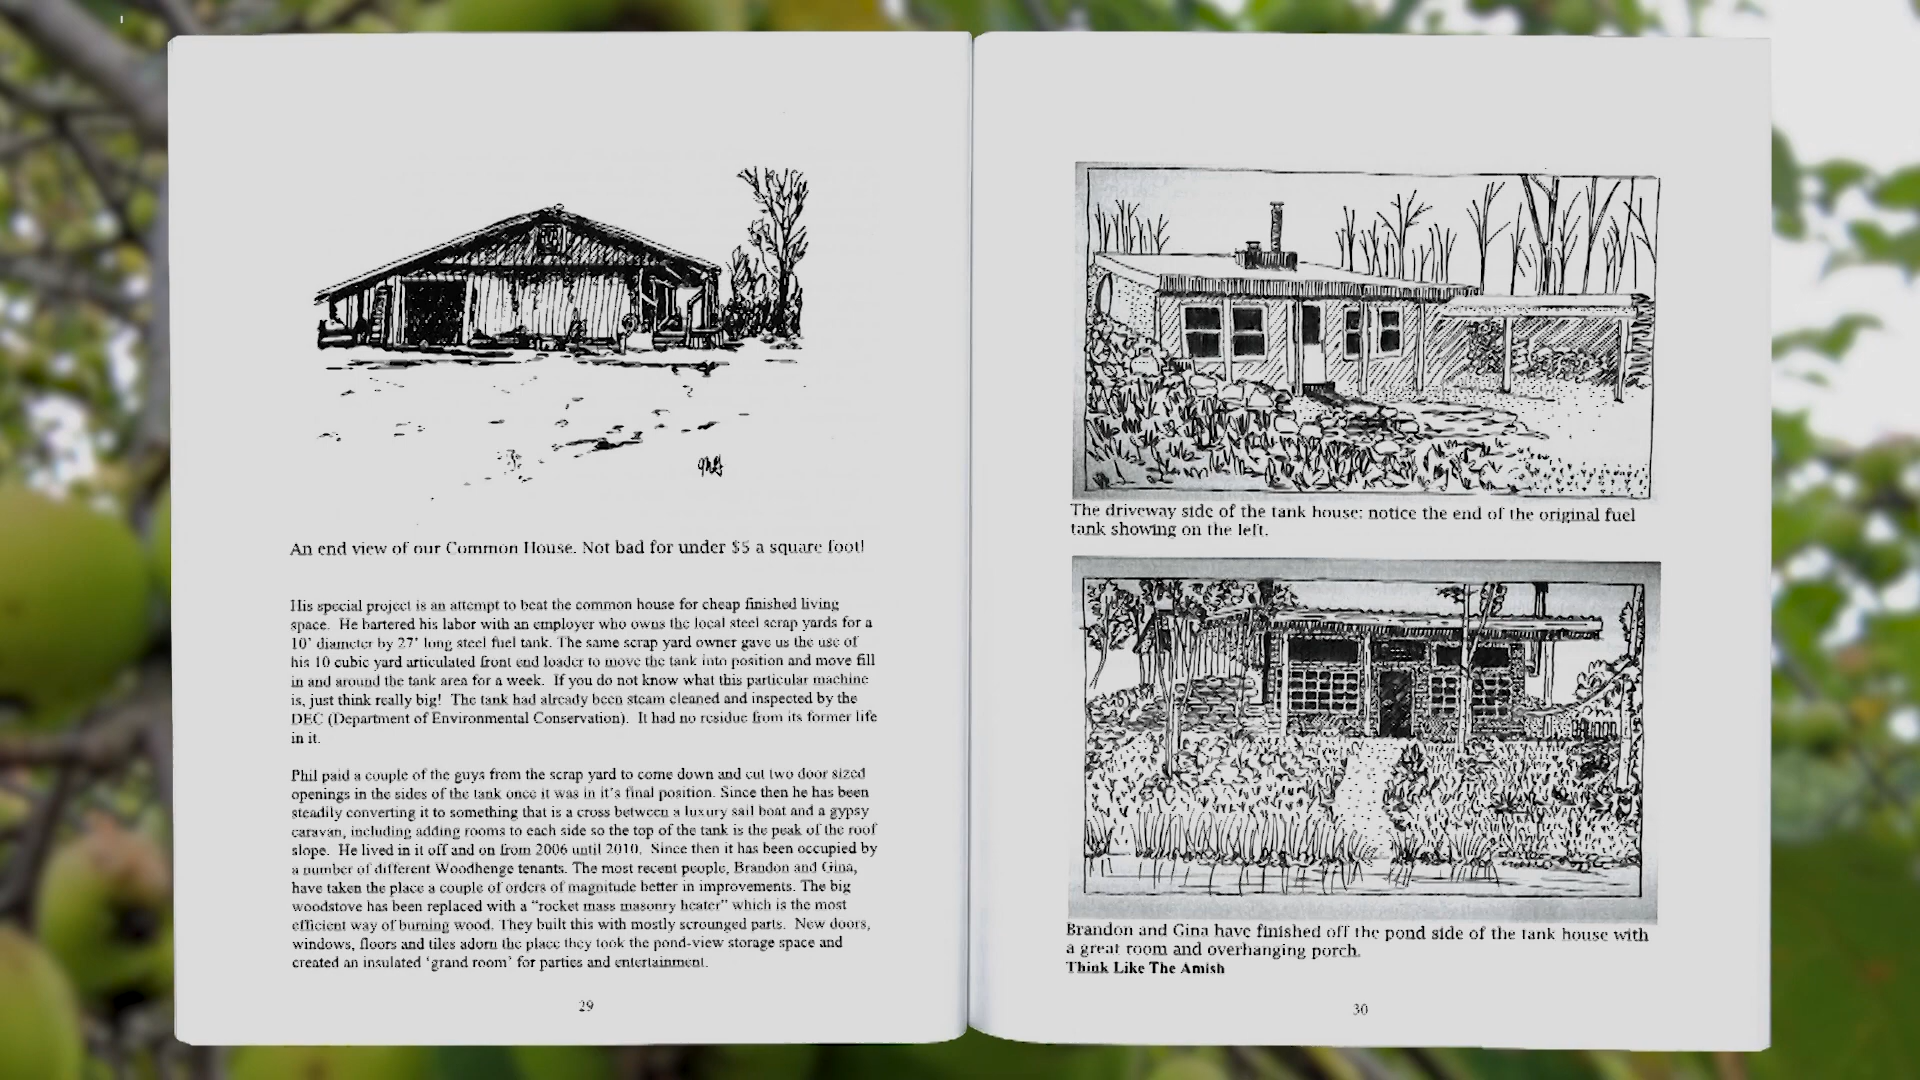 An end view of our Common House. Not bad for under $5 a square foot!
His special project is an attempt to beat the common house for cheap finished living
space. He bartered his labor with an employer who owns the local steel scrap yards for a
10' diameter by 27' long steel fuel tank. The same scrap yard owner gave us the use of
his 10 cubic yard articulated front end loader to move the tank into position and move fill
in and around the tank area for a week. If you do not know what this particular machine
is, just think really big! The tank had already been steam cleaned and inspected by the
DEC (Department of Environmental Conservation). It had no residue from its former life
in it.
Phil paid a couple of the guys from the scrap yard to come down and cut two door sized
openings in the sides of the tank once it was in it's final position. Since then he has been
steadily converting it to something that is a cross between a luxury sail boat and a gypsy
caravan, including adding rooms to each side so the top of the tank is the peak of the roof
slope. He lived in it off and on from 2006 until 2010. Since then it has been occupied by
a number of different Woodhenge tenants. The most recent people, Brandon and Gina,
have taken the place a couple of orders of magnitude better in improvements. The big
woodstove has been replaced with a “rocket mass masonry heater” which is the most
efficient way of burning wood. They built this with mostly scrounged parts. New doors,
windows, floors and tiles adorn the place they took the pond-view storage space and
created an insulated ‘grand room’ for parties and entertainment.
29
The driveway side of the tank house: notice the end of the original fuel
tank showing on the left.
Brandon and Gina have finished off the pond side of the tank house with
a great room and overhanging porch.
Think Like The Amish
30